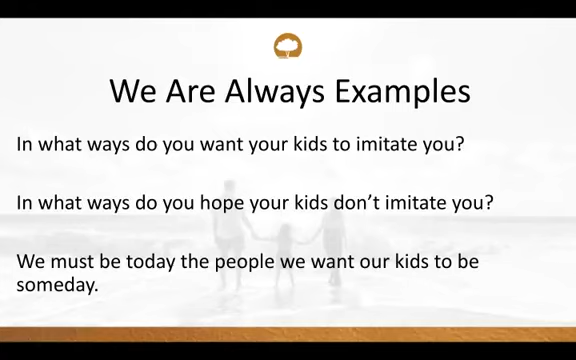 We Are Always Examples
In what ways do you want your kids to imitate you?
In what ways do you hope your kids don’t imitate you?
We must be today the people we want our kids to be
someday.